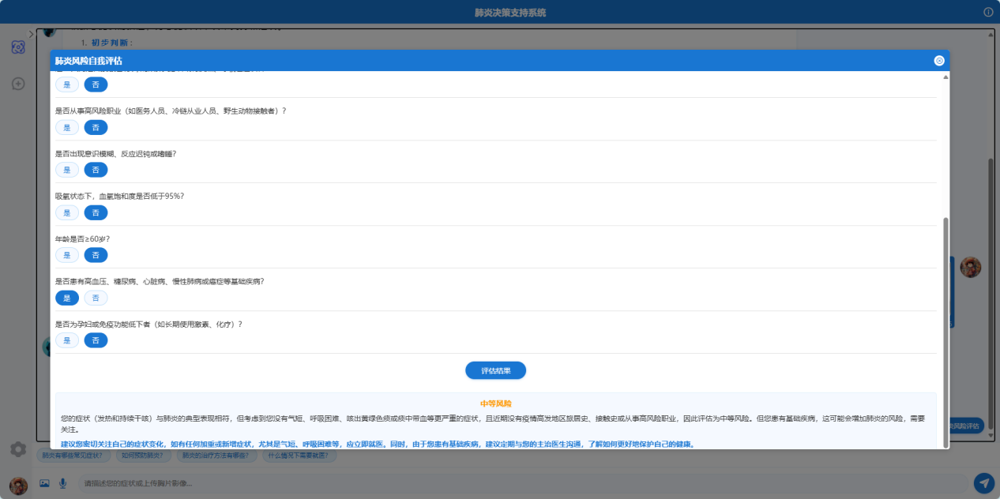 肺炎决策支持系统
1. 初步判断：
肺炎风险自我评估
是 否
是否从事高风险职业（如医务人员、冷链从业人员、野生动物接触者）？
是 否
是否出现意识模糊、反应迟钝或嗜睡？
是 否
吸氧状态下，血氧饱和度是否低于95%？
是 否
年龄是否≥60岁？
是 否
是否患有高血压、糖尿病、心脏病、慢性肺病或癌症等基础疾病？
是 否
是否为孕妇或免疫功能低下者（如长期使用激素、化疗）？
是 否
评估结果
中等风险
您的症状（发热和持续干咳）与肺炎的典型表现相符，但考虑到您没有气短、呼吸困难、咳出黄绿色痰或痰中带血等更严重的症状，且近期没有疫情高发地区旅居史、接触史或从事高风险职业，因此评估为中等风险。但您患有基础疾病，这可能会增加肺炎的风险，需要
关注。
建议您密切关注自己的症状变化，如有任何加重或新增症状，尤其是气短、呼吸困难等，应立即就医。同时，由于您患有基础疾病，建议定期与您的主治医生沟通，了解如何更好地保护自己的健康。
炎风险评估
肺炎有哪些常见症状？ 如何预防肺炎？ 肺炎的治疗方法有哪些？ 什么情况下需要就医？
请描述您的症状或上传胸片影像...